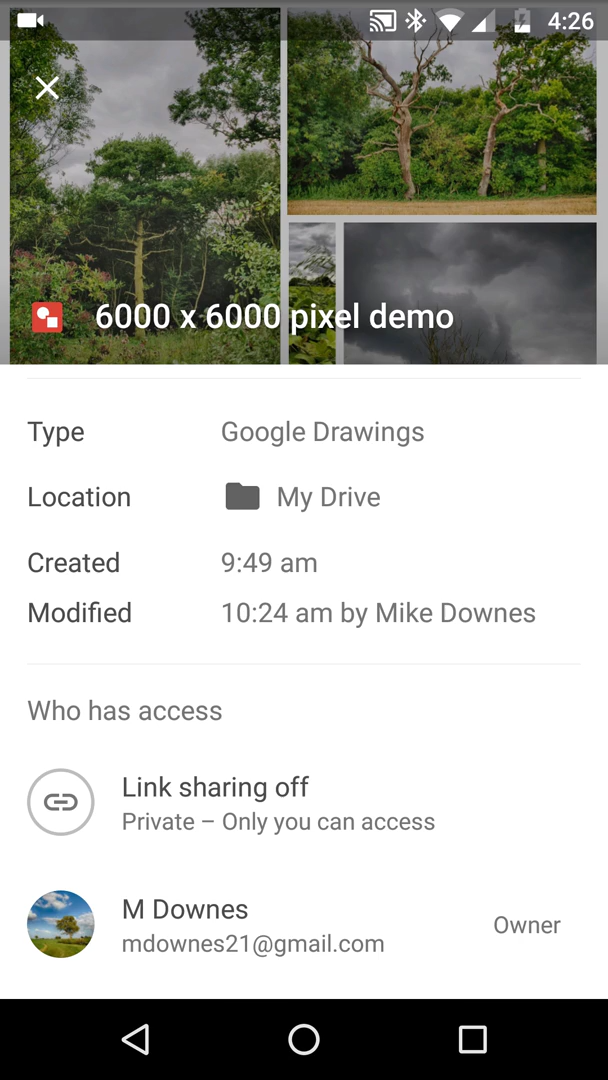 4:26
6000 x 6000 pixel demo
Type Google Drawings
Location My Drive
Created 9:49 am
Modified 10:24 am by Mike Downes
Who has access
Link sharing off
Private – Only you can access
M Downes
Owner
mdownes21@gmail.com